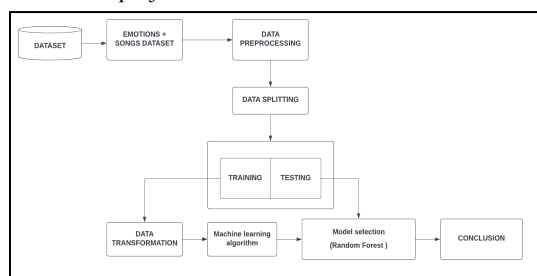 DATASET
EMOTIONS +
SONGS DATASET
DATA
PREPROCESSING
DATA SPLITTING
TRAINING
TESTING
DATA
TRANSFORMATION
Machine learning
algorithm
Model selection
(Random Forest )
CONCLUSION